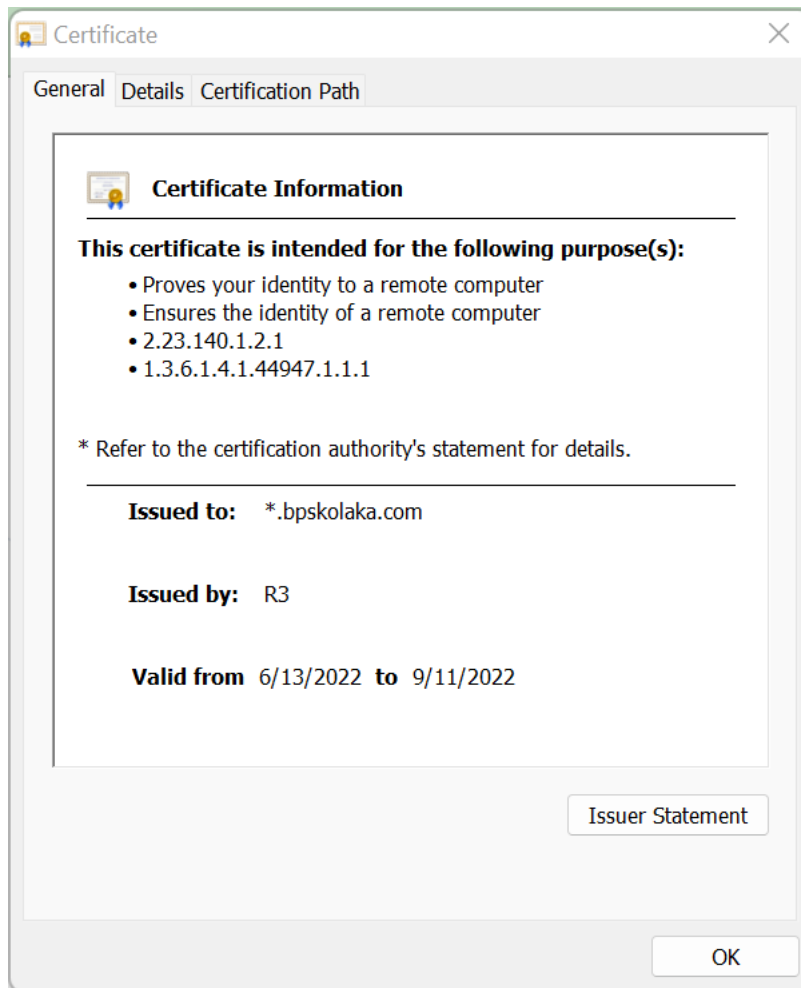 Certificate
General Details Certification Path
Certificate Information
This certificate is intended for the following purpose(s):
• Proves your identity to a remote computer
• Ensures the identity of a remote computer
• 2.23.140.1.2.1
• 1.3.6.1.4.1.44947.1.1.1
* Refer to the certification authority's statement for details.
Issued to: *.bpskolaka.com
Issued by: R3
Valid from 6/13/2022 to 9/11/2022
Issuer Statement
OK